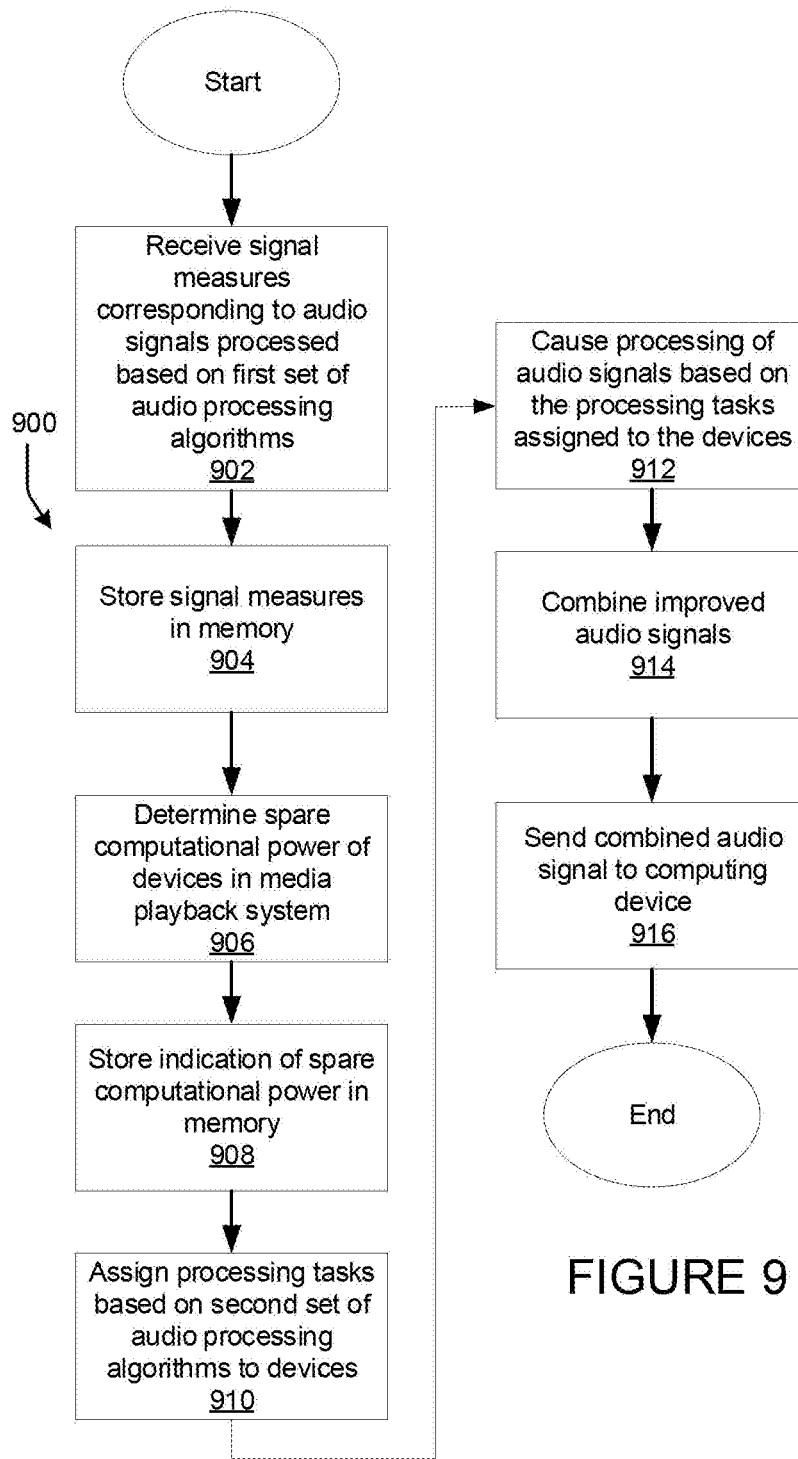 Start
900
Receive signal
measures
corresponding to audio
signals processed
based on first set of
audio processing
algorithms
902
Store signal measures
in memory
904
Determine spare
computational power of
devices in media
playback system
906
Store indication of spare
computational power in
memory
908
Assign processing tasks
based on second set of
audio processing
algorithms to devices
910
Cause processing of
audio signals based on
the processing tasks
assigned to the devices
912
Combine improved
audio signals
914
Send combined audio
signal to computing
device
916
End
FIGURE 9